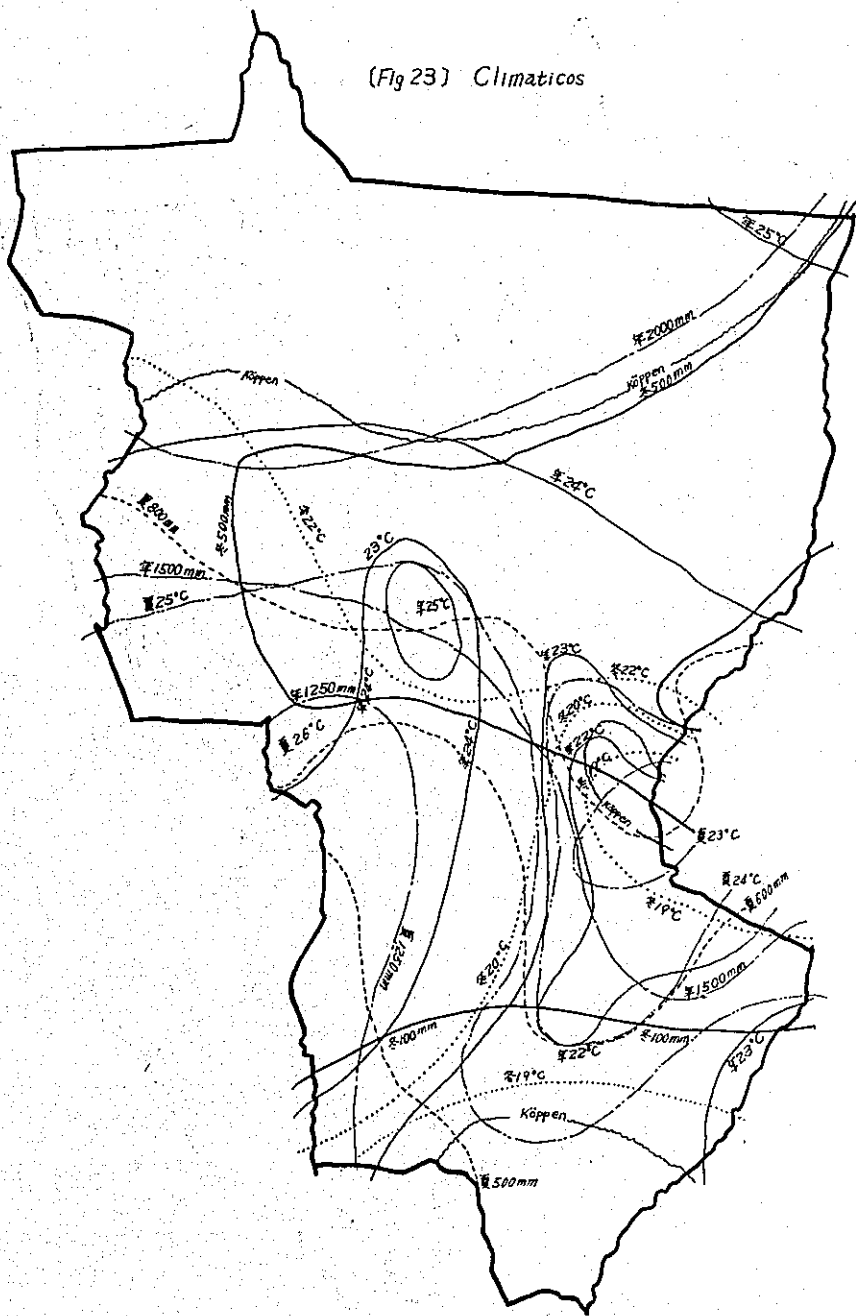 (Fig 23) Climaticos
年25°C
年2000mm
Köppen
冬500mm
Köppen
年24°C
夏800mm
冬500mm
冬22°C
23°C
年1500mm
夏25°C
年25°C
年23°C
冬22°C
年1250mm
冬20°C
夏26°C
年24°C
年22°C
Köppen
夏23°C
夏24°C
夏600mm
冬19°C
夏1250mm
冬20°C
年1500mm
冬100mm
年22°C
冬100mm
年23°C
冬19°C
Köppen
夏500mm